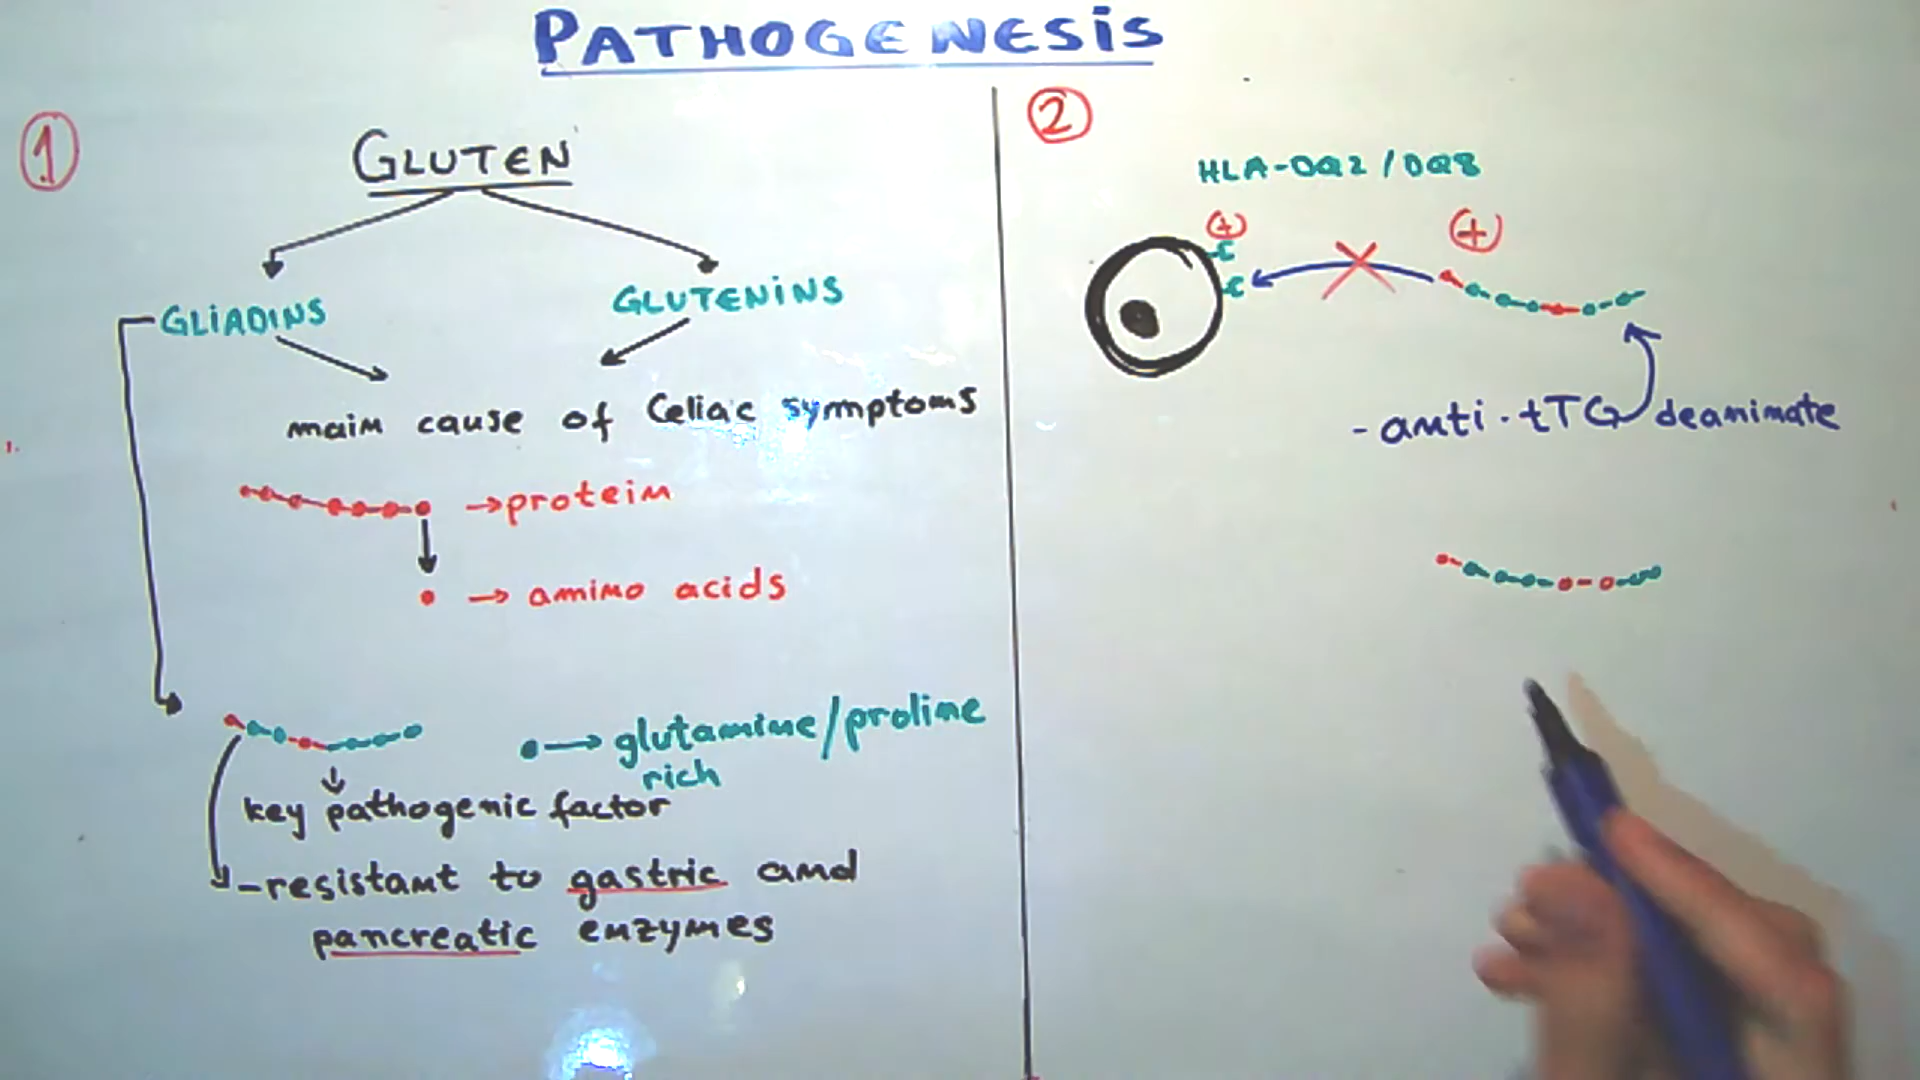 PATHOGENESIS
1
GLUTEN
GLIADINS
GLUTENINS
main cause of Celiac symptoms
→ protein
→ amino acids
→ glutamine/proline
rich
key pathogenic factor
- resistant to gastric and
pancreatic enzymes
2
HLA-DQ2 / DQ8
+ +
- anti-tTG deaninate